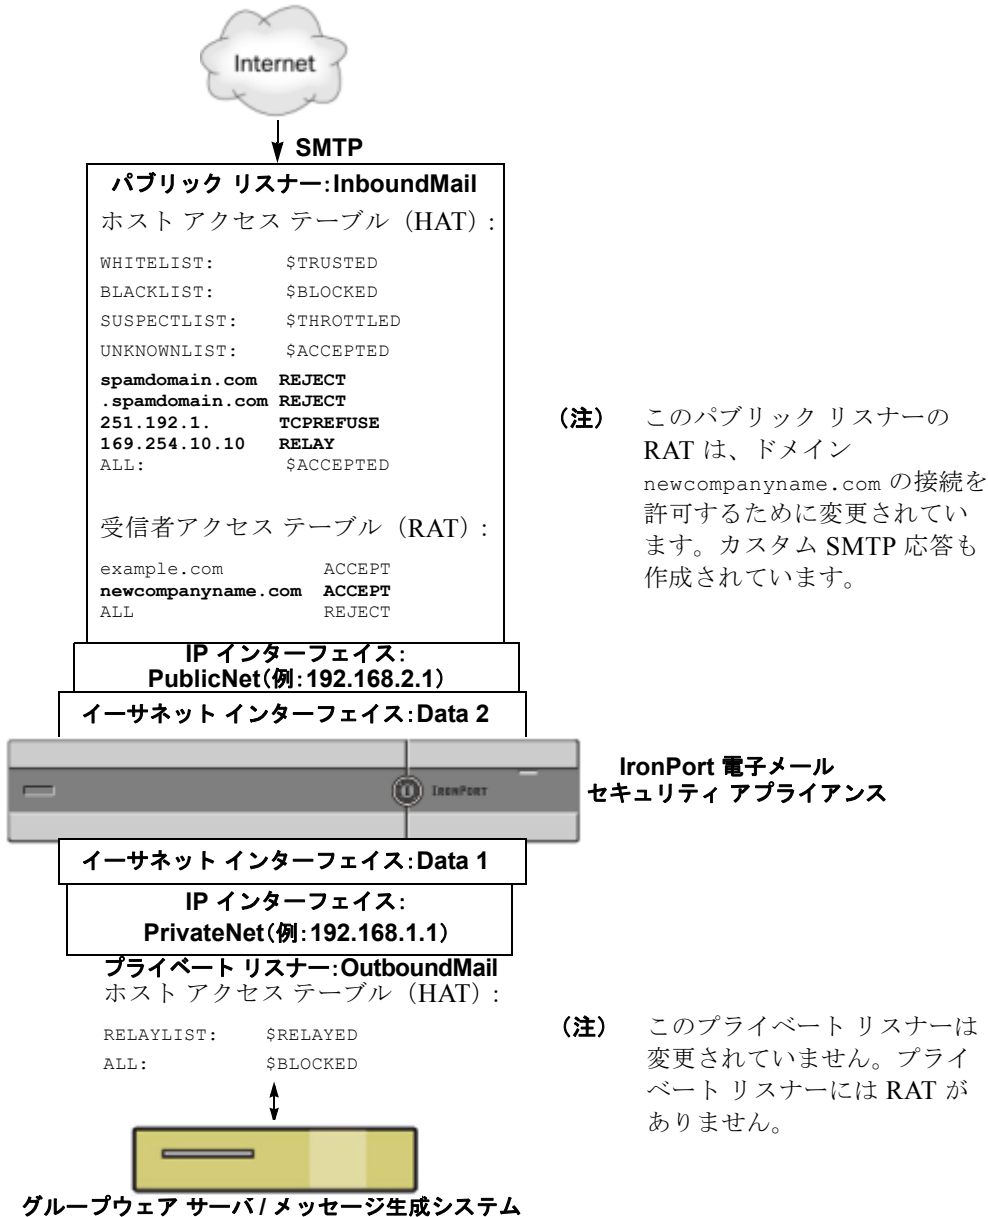 Internet
SMTP
パブリック リスナー:InboundMail
ホスト アクセス テーブル（HAT）:
WHITELIST: $TRUSTED
BLACKLIST: $BLOCKED
SUSPECTLIST: $THROTTLED
UNKNOWNLIST: $ACCEPTED
spamdomain.com REJECT
.spamdomain.com REJECT
251.192.1. TCPREFUSE
169.254.10.10 RELAY
ALL: $ACCEPTED
受信者アクセス テーブル（RAT）:
example.com ACCEPT
newcompanyname.com ACCEPT
ALL REJECT
（注） このパブリック リスナーの
RAT は、ドメイン
newcompanyname.com の接続を
許可するために変更されてい
ます。カスタム SMTP 応答も
作成されています。
IP インターフェイス:
PublicNet（例:192.168.2.1）
イーサネット インターフェイス:Data 2
IRONPORT
IronPort 電子メール
セキュリティ アプライアンス
イーサネット インターフェイス:Data 1
IP インターフェイス:
PrivateNet（例:192.168.1.1）
プライベート リスナー:OutboundMail
ホスト アクセス テーブル（HAT）:
RELAYLIST: $RELAYED
ALL: $BLOCKED
（注） このプライベート リスナーは
変更されていません。プライ
ベート リスナーには RAT が
ありません。
グループウェア サーバ / メッセージ生成システム